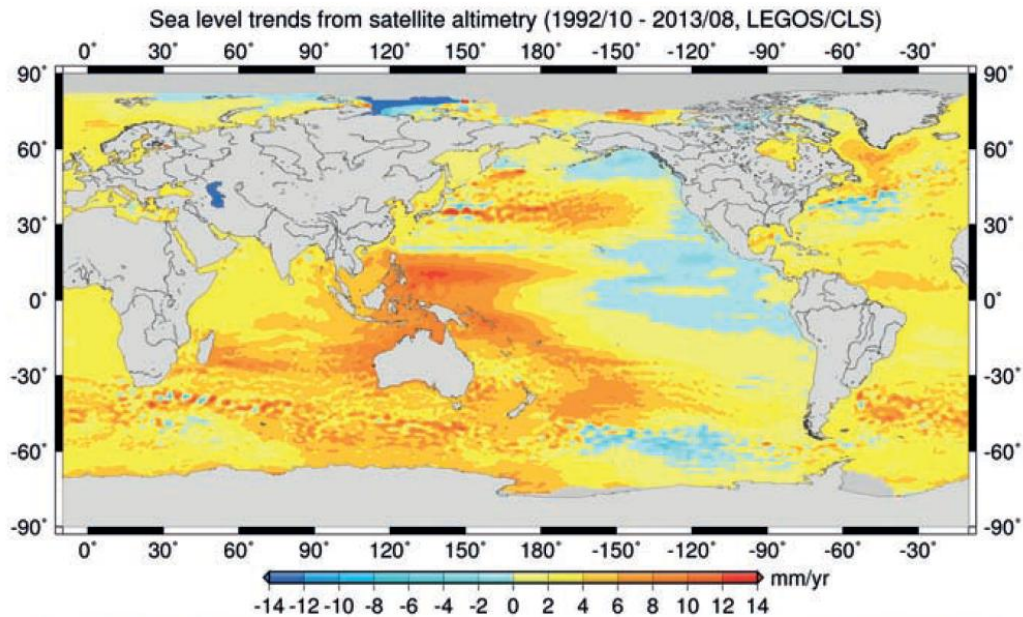 Sea level trends from satellite altimetry (1992/10 - 2013/08, LEGOS/CLS)
0° 30° 60° 90° 120° 150° 180° -150° -120° -90° -60° -30°
90° 90°
60° 60°
30° 30°
0° 0°
-30° -30°
-60° -60°
-90° -90°
0° 30° 60° 90° 120° 150° 180° -150° -120° -90° -60° -30°
mm/yr
-14 -12 -10 -8 -6 -4 -2 0 2 4 6 8 10 12 14